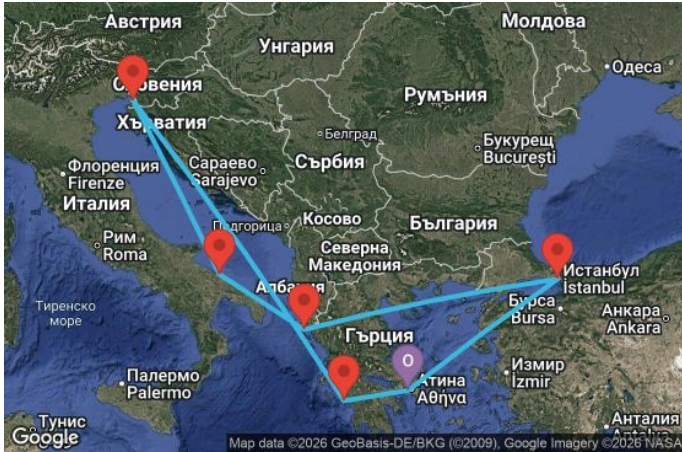 Австрия
Молдова
Унгария
Словения
Одеса
Румъния
Хърватия
Белград
Букурещ
București
Флоренция
Firenze
Сараево
Sarajevo
Сърбия
Италия
Косово
Подгорица
България
Рим
Roma
Северна
Македония
Истанбул
İstanbul
Албания
Бурса
Bursa
Анкара
Ankara
Тиренско
море
Гърция
O
Измир
İzmir
Палермо
Palermo
Атина
Αθήνα
Тунис
Анталия
Google
Map data ©2026 GeoBasis-DE/BKG (©2009), Google Imagery ©2026 NASA